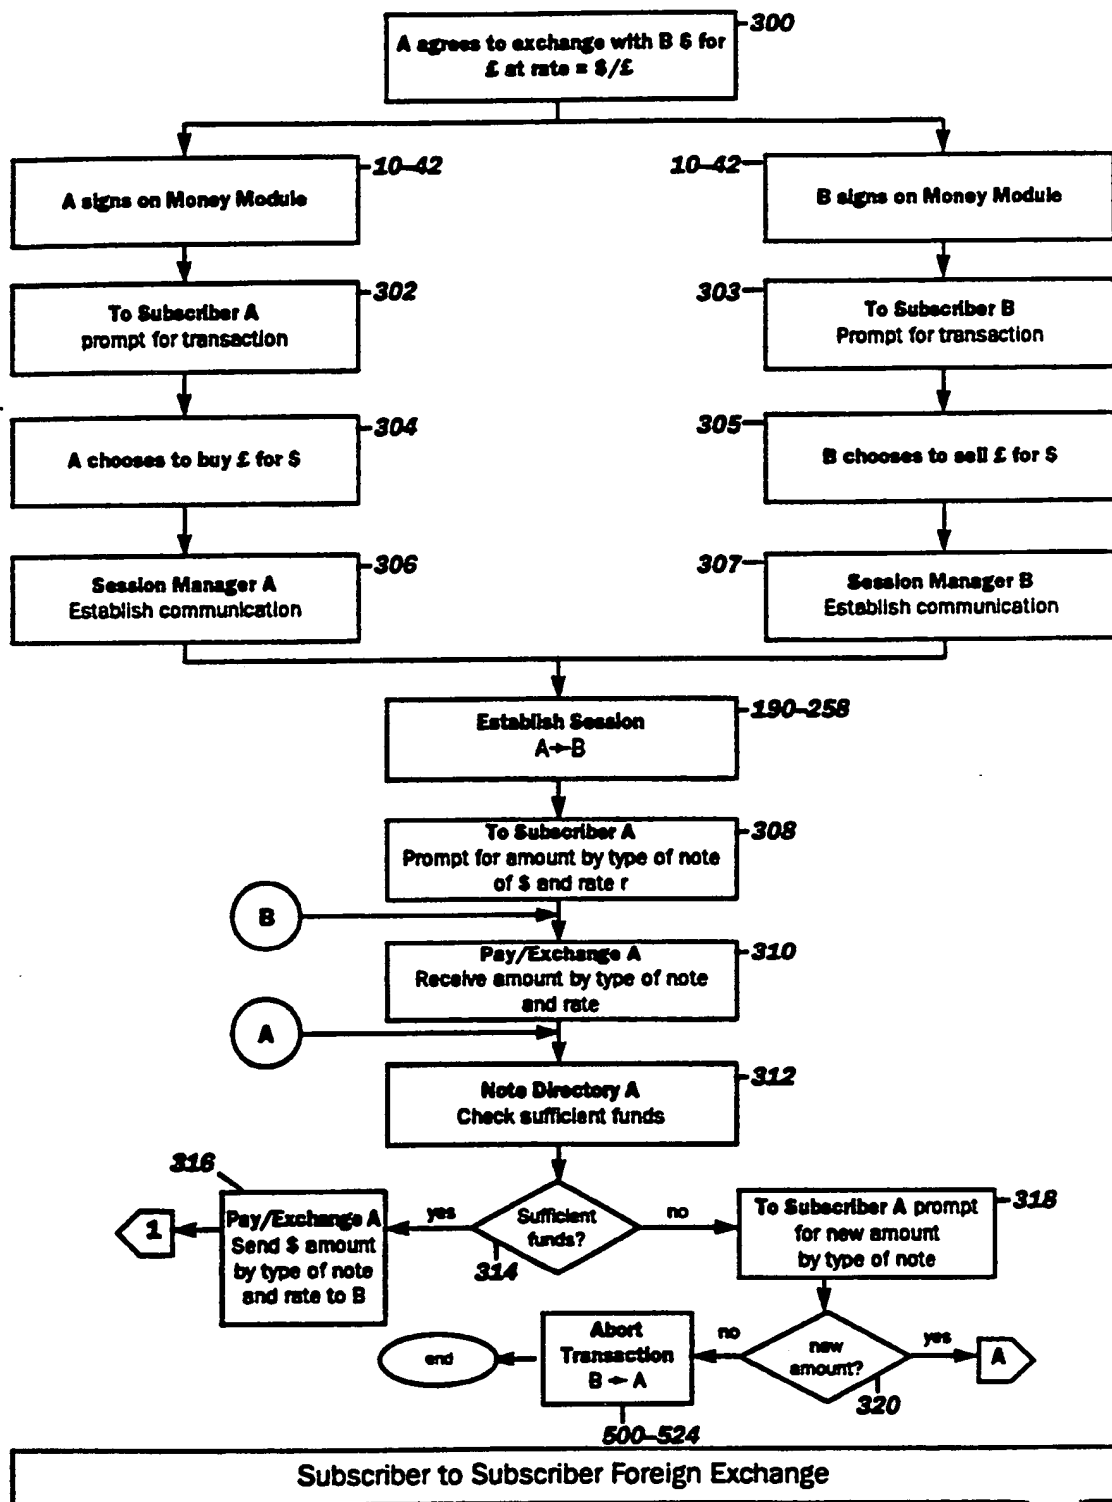 300
A agrees to exchange with B $ for
£ at rate = $/£
10–42
A signs on Money Module
10–42
B signs on Money Module
302
To Subscriber A
prompt for transaction
303
To Subscriber B
Prompt for transaction
304
A chooses to buy £ for $
305
B chooses to sell £ for $
306
Session Manager A
Establish communication
307
Session Manager B
Establish communication
190–258
Establish Session
A→B
308
To Subscriber A
Prompt for amount by type of note
of $ and rate r
B
310
Pay/Exchange A
Receive amount by type of note
and rate
A
312
Note Directory A
Check sufficient funds
316
1
Pay/Exchange A
Send $ amount
by type of note
and rate to B
yes
Sufficient
funds?
314
no
318
To Subscriber A prompt
for new amount
by type of note
end
Abort
Transaction
B → A
500–524
no
new
amount?
320
yes
A
Subscriber to Subscriber Foreign Exchange